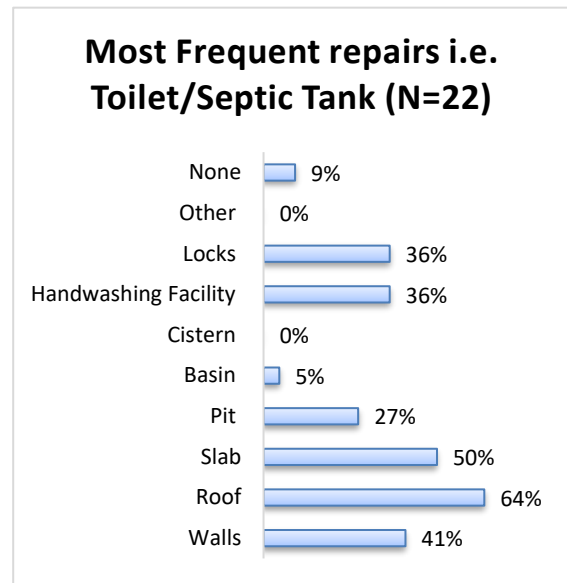 Most Frequent repairs i.e.
Toilet/Septic Tank (N=22)
None 9%
Other 0%
Locks 36%
Handwashing Facility 36%
Cistern 0%
Basin 5%
Pit 27%
Slab 50%
Roof 64%
Walls 41%